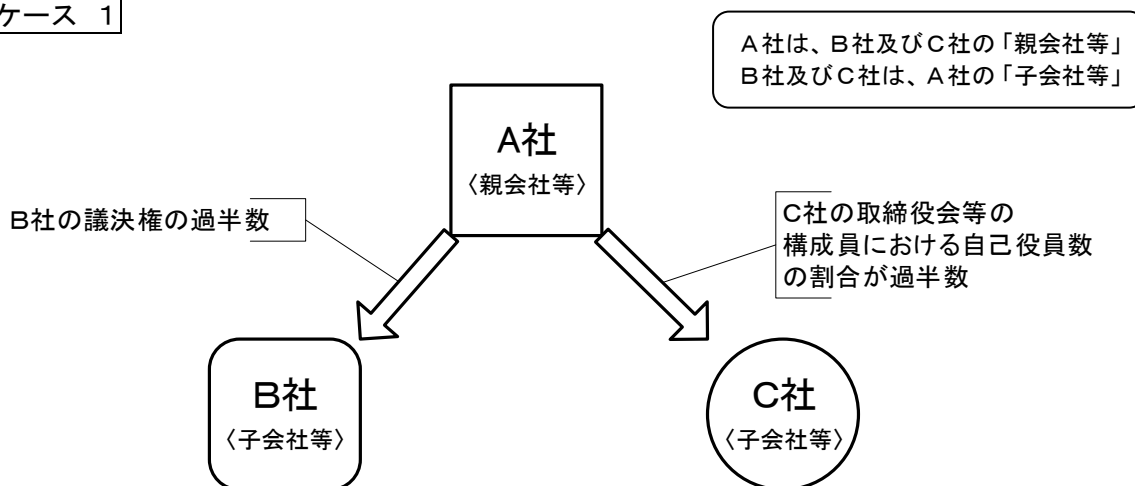 ケース 1
A社は、B社及びC社の「親会社等」
B社及びC社は、A社の「子会社等」
A社
〈親会社等〉
B社の議決権の過半数
C社の取締役会等の
構成員における自己役員数
の割合が過半数
B社
〈子会社等〉
C社
〈子会社等〉